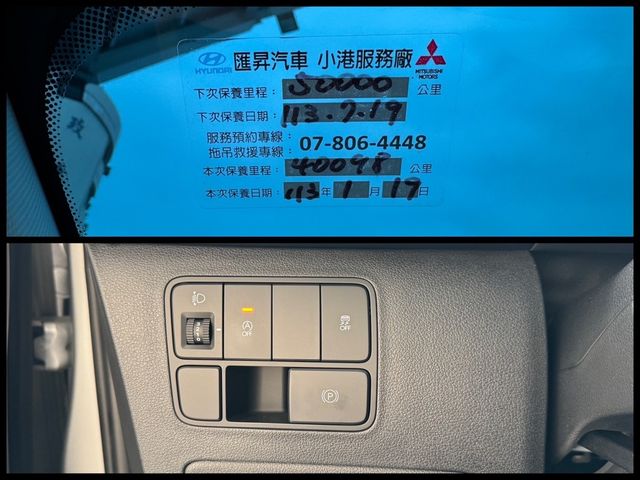 HYUNDAI 匯昇汽車 小港服務廠 MITSUBISHI MOTORS
下次保養里程: 50000 公里
下次保養日期: 113.7.19
服務預約專線: 07-806-4448
拖吊救援專線:
本次保養里程: 40098 公里
本次保養日期: 113 年 1 月 19 日
A OFF
OFF
P